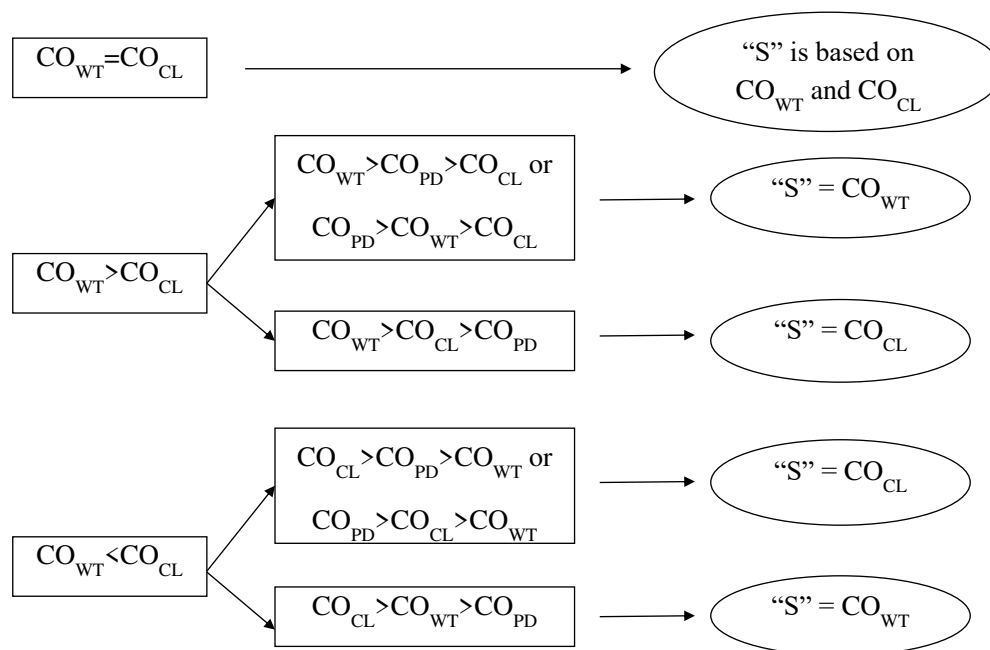 CO_WT=CO_CL
“S” is based on
CO_WT and CO_CL
CO_WT>CO_PD>CO_CL or
CO_PD>CO_WT>CO_CL
“S” = CO_WT
CO_WT>CO_CL
CO_WT>CO_CL>CO_PD
“S” = CO_CL
CO_CL>CO_PD>CO_WT or
CO_PD>CO_CL>CO_WT
“S” = CO_CL
CO_WT<CO_CL
CO_CL>CO_WT>CO_PD
“S” = CO_WT